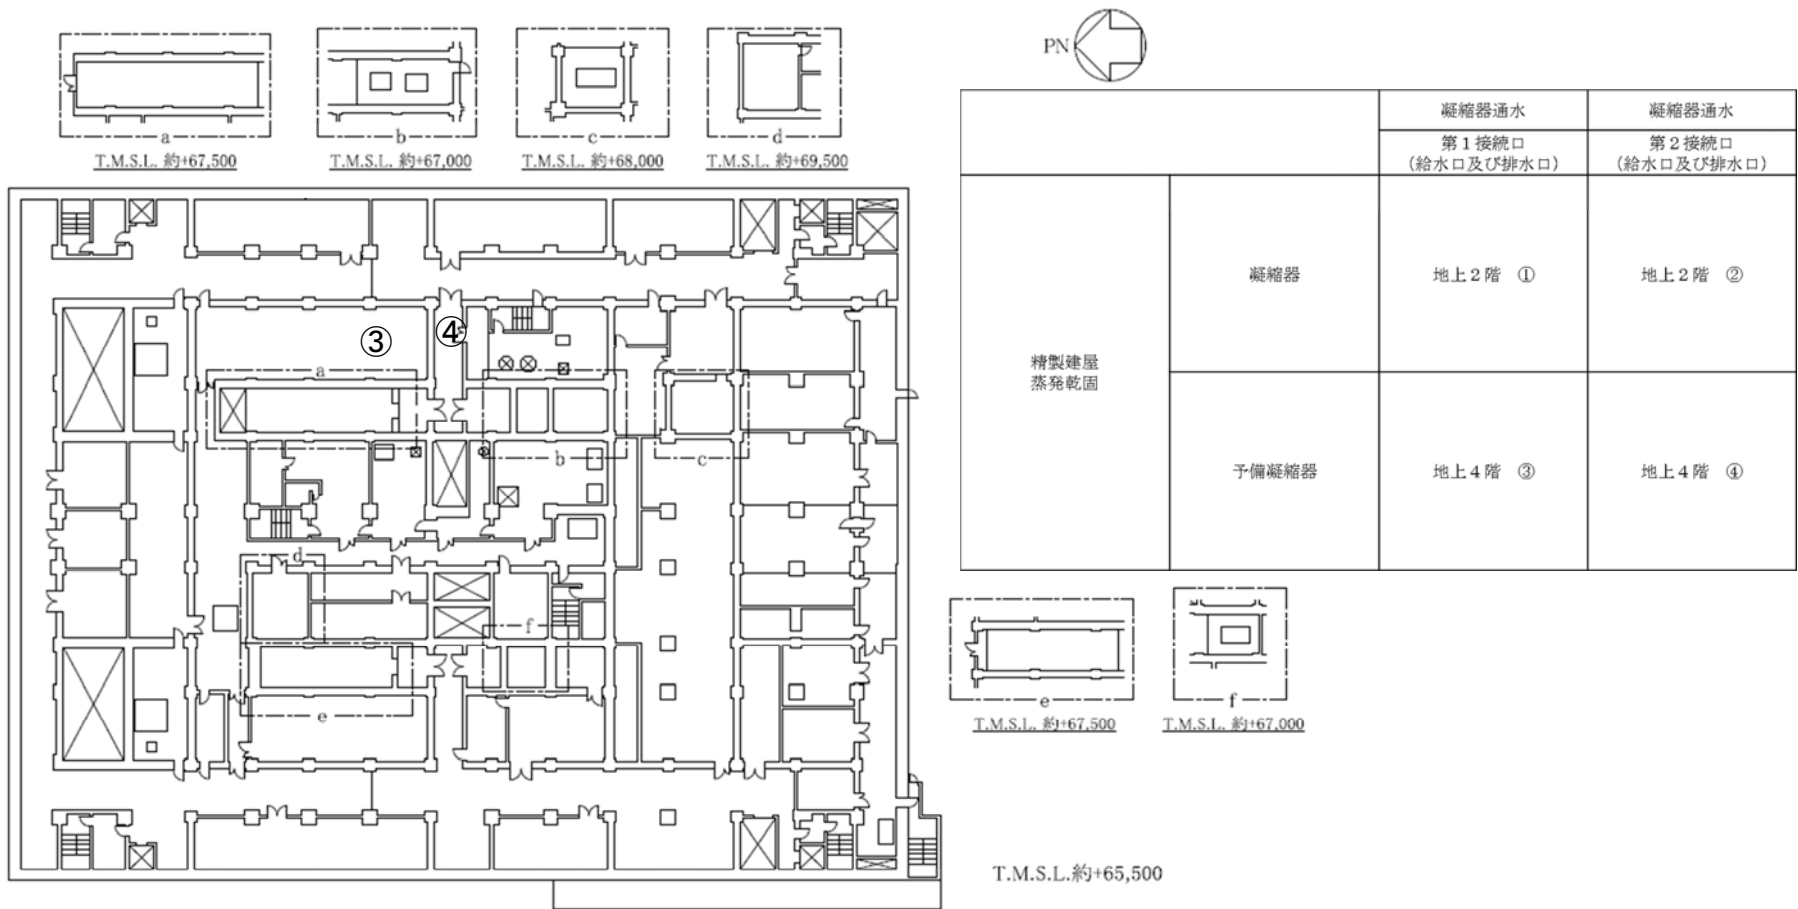 PN
a
T.M.S.L. 約+67,500
b
T.M.S.L. 約+67,000
c
T.M.S.L. 約+68,000
d
T.M.S.L. 約+69,500
凝縮器通水
凝縮器通水
第1接続口
(給水口及び排水口)
第2接続口
(給水口及び排水口)
精製建屋
蒸発乾固
凝縮器
地上2階 ①
地上2階 ②
予備凝縮器
地上4階 ③
地上4階 ④
③
④
a
b
c
d
f
e
e
T.M.S.L. 約+67,500
f
T.M.S.L. 約+67,000
T.M.S.L.約+65,500